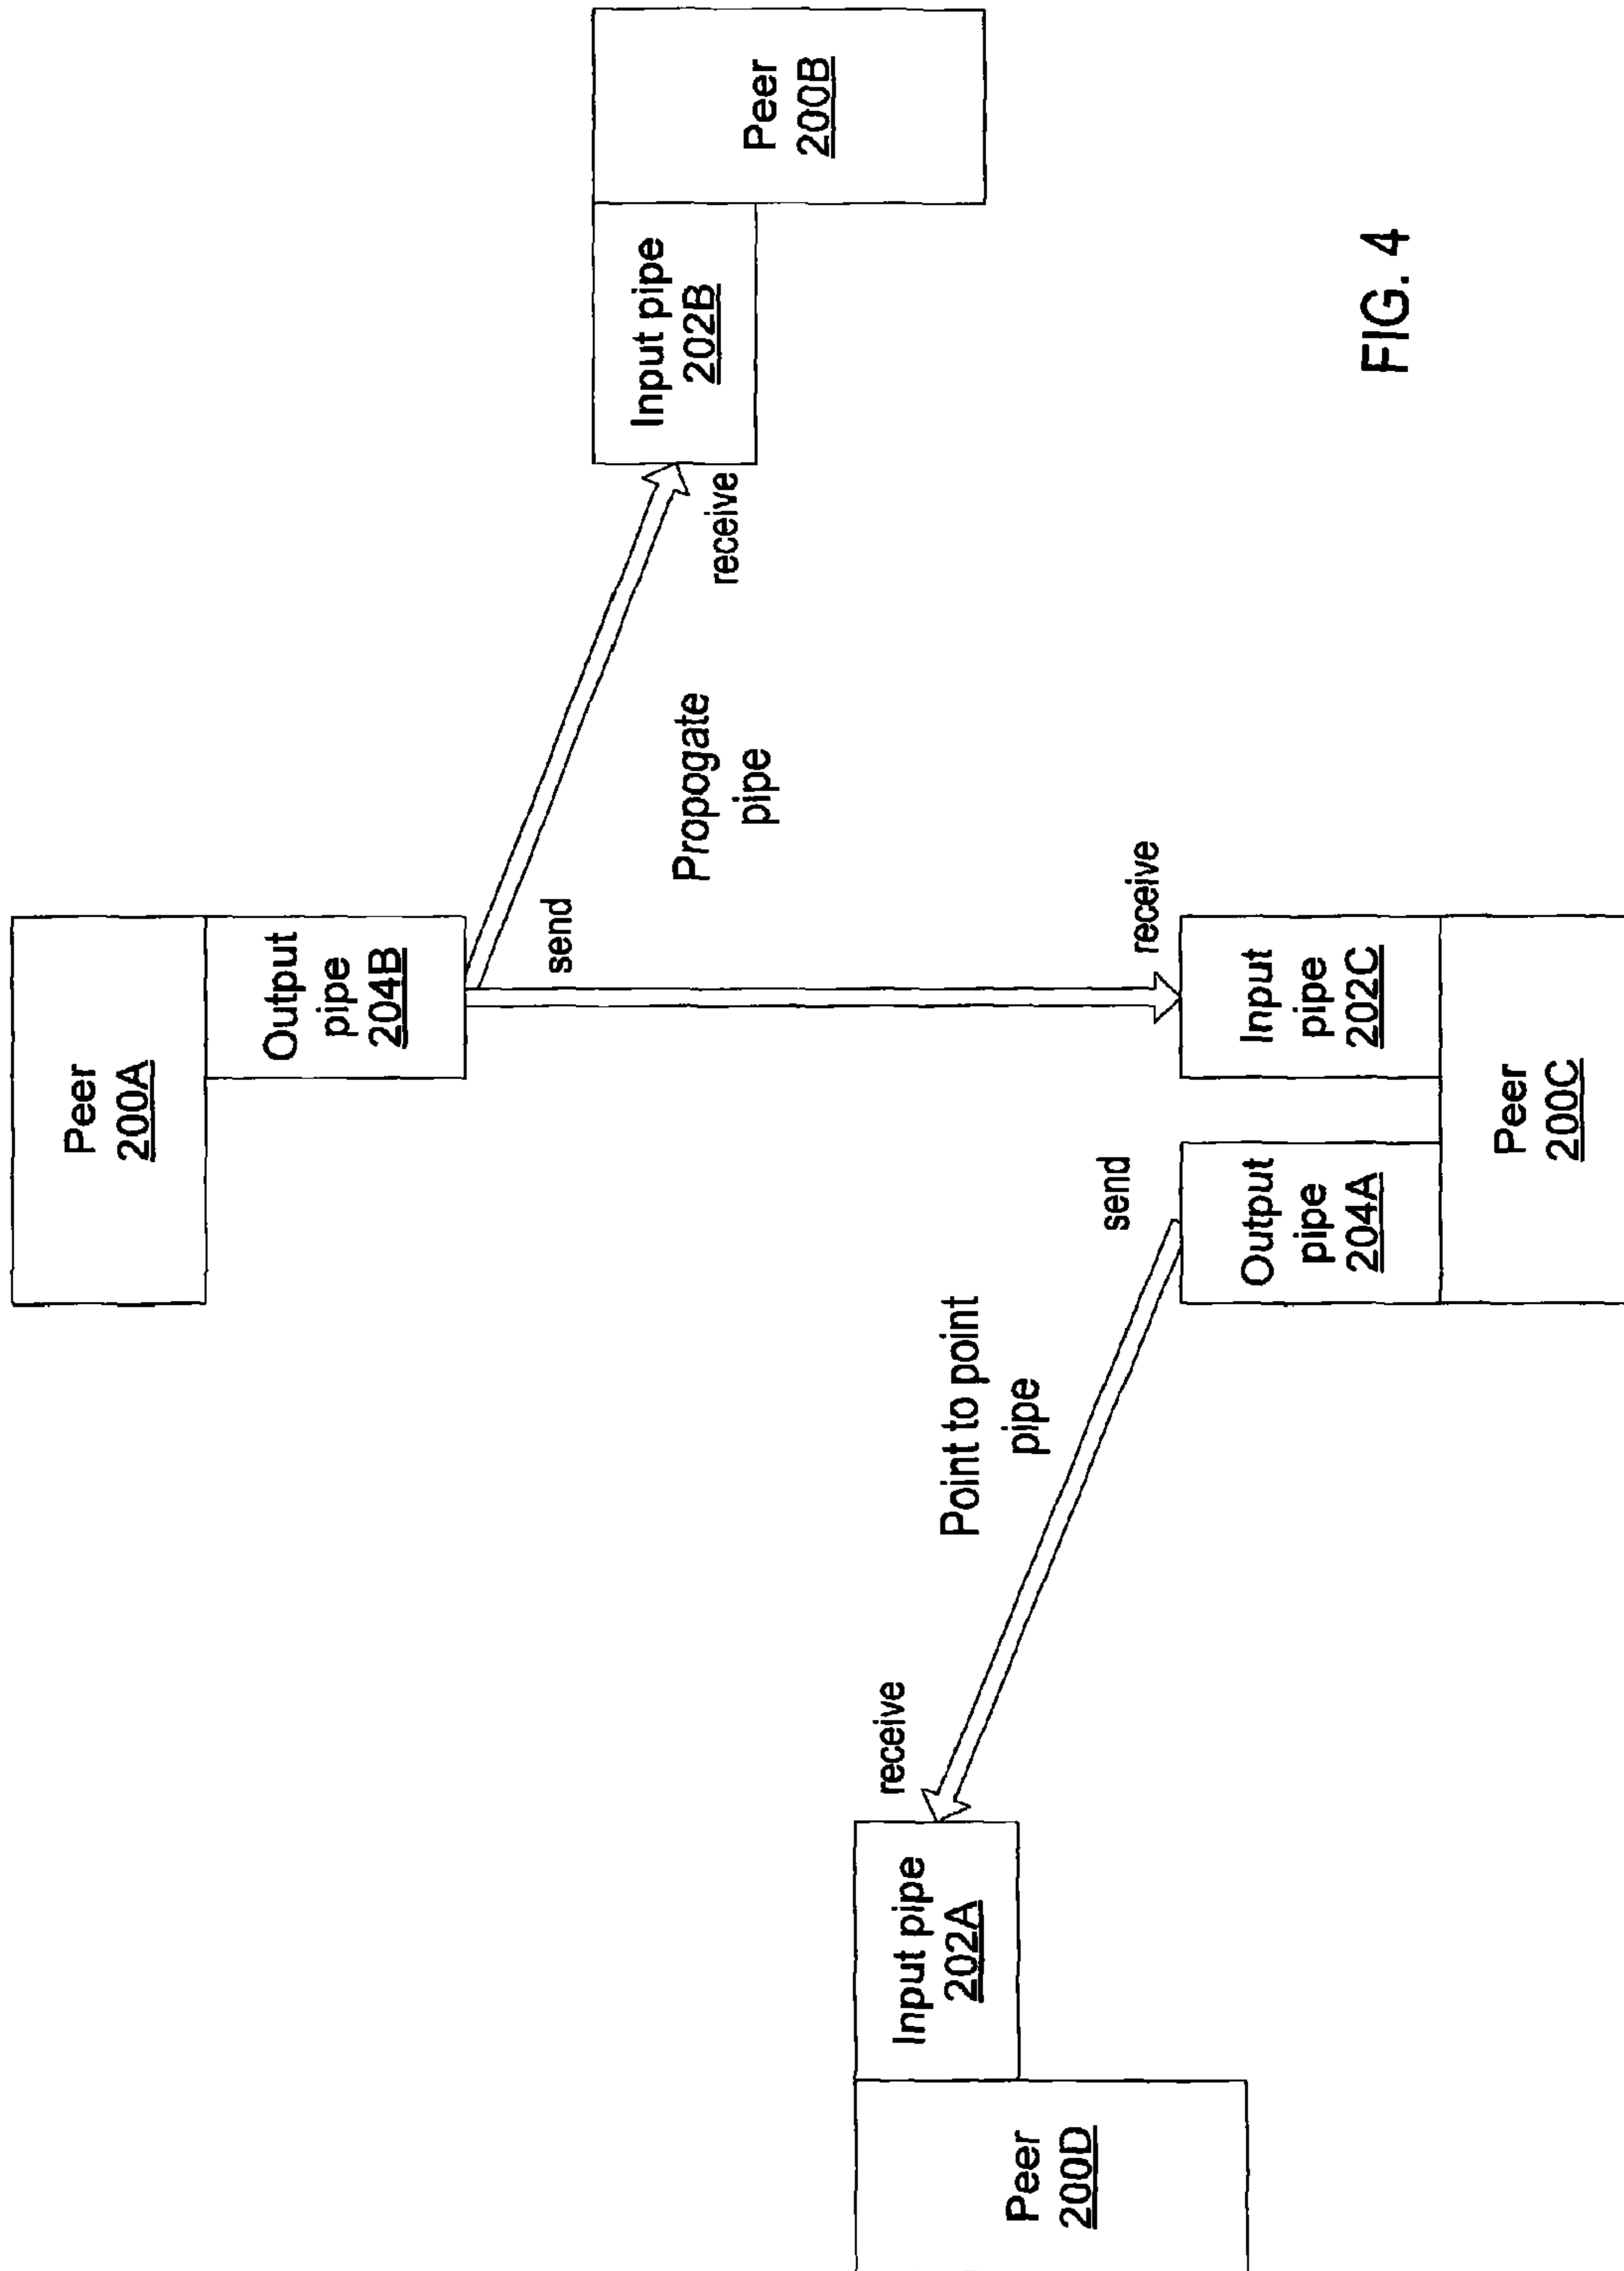 Peer
200A
Output
pipe
204B
send
Input pipe
202B
Peer
200B
receive
Propogate
pipe
receive
Input pipe
202A
Peer
200D
Point to point
pipe
send
receive
Output
pipe
204A
Input
pipe
202C
Peer
200C
FIG. 4